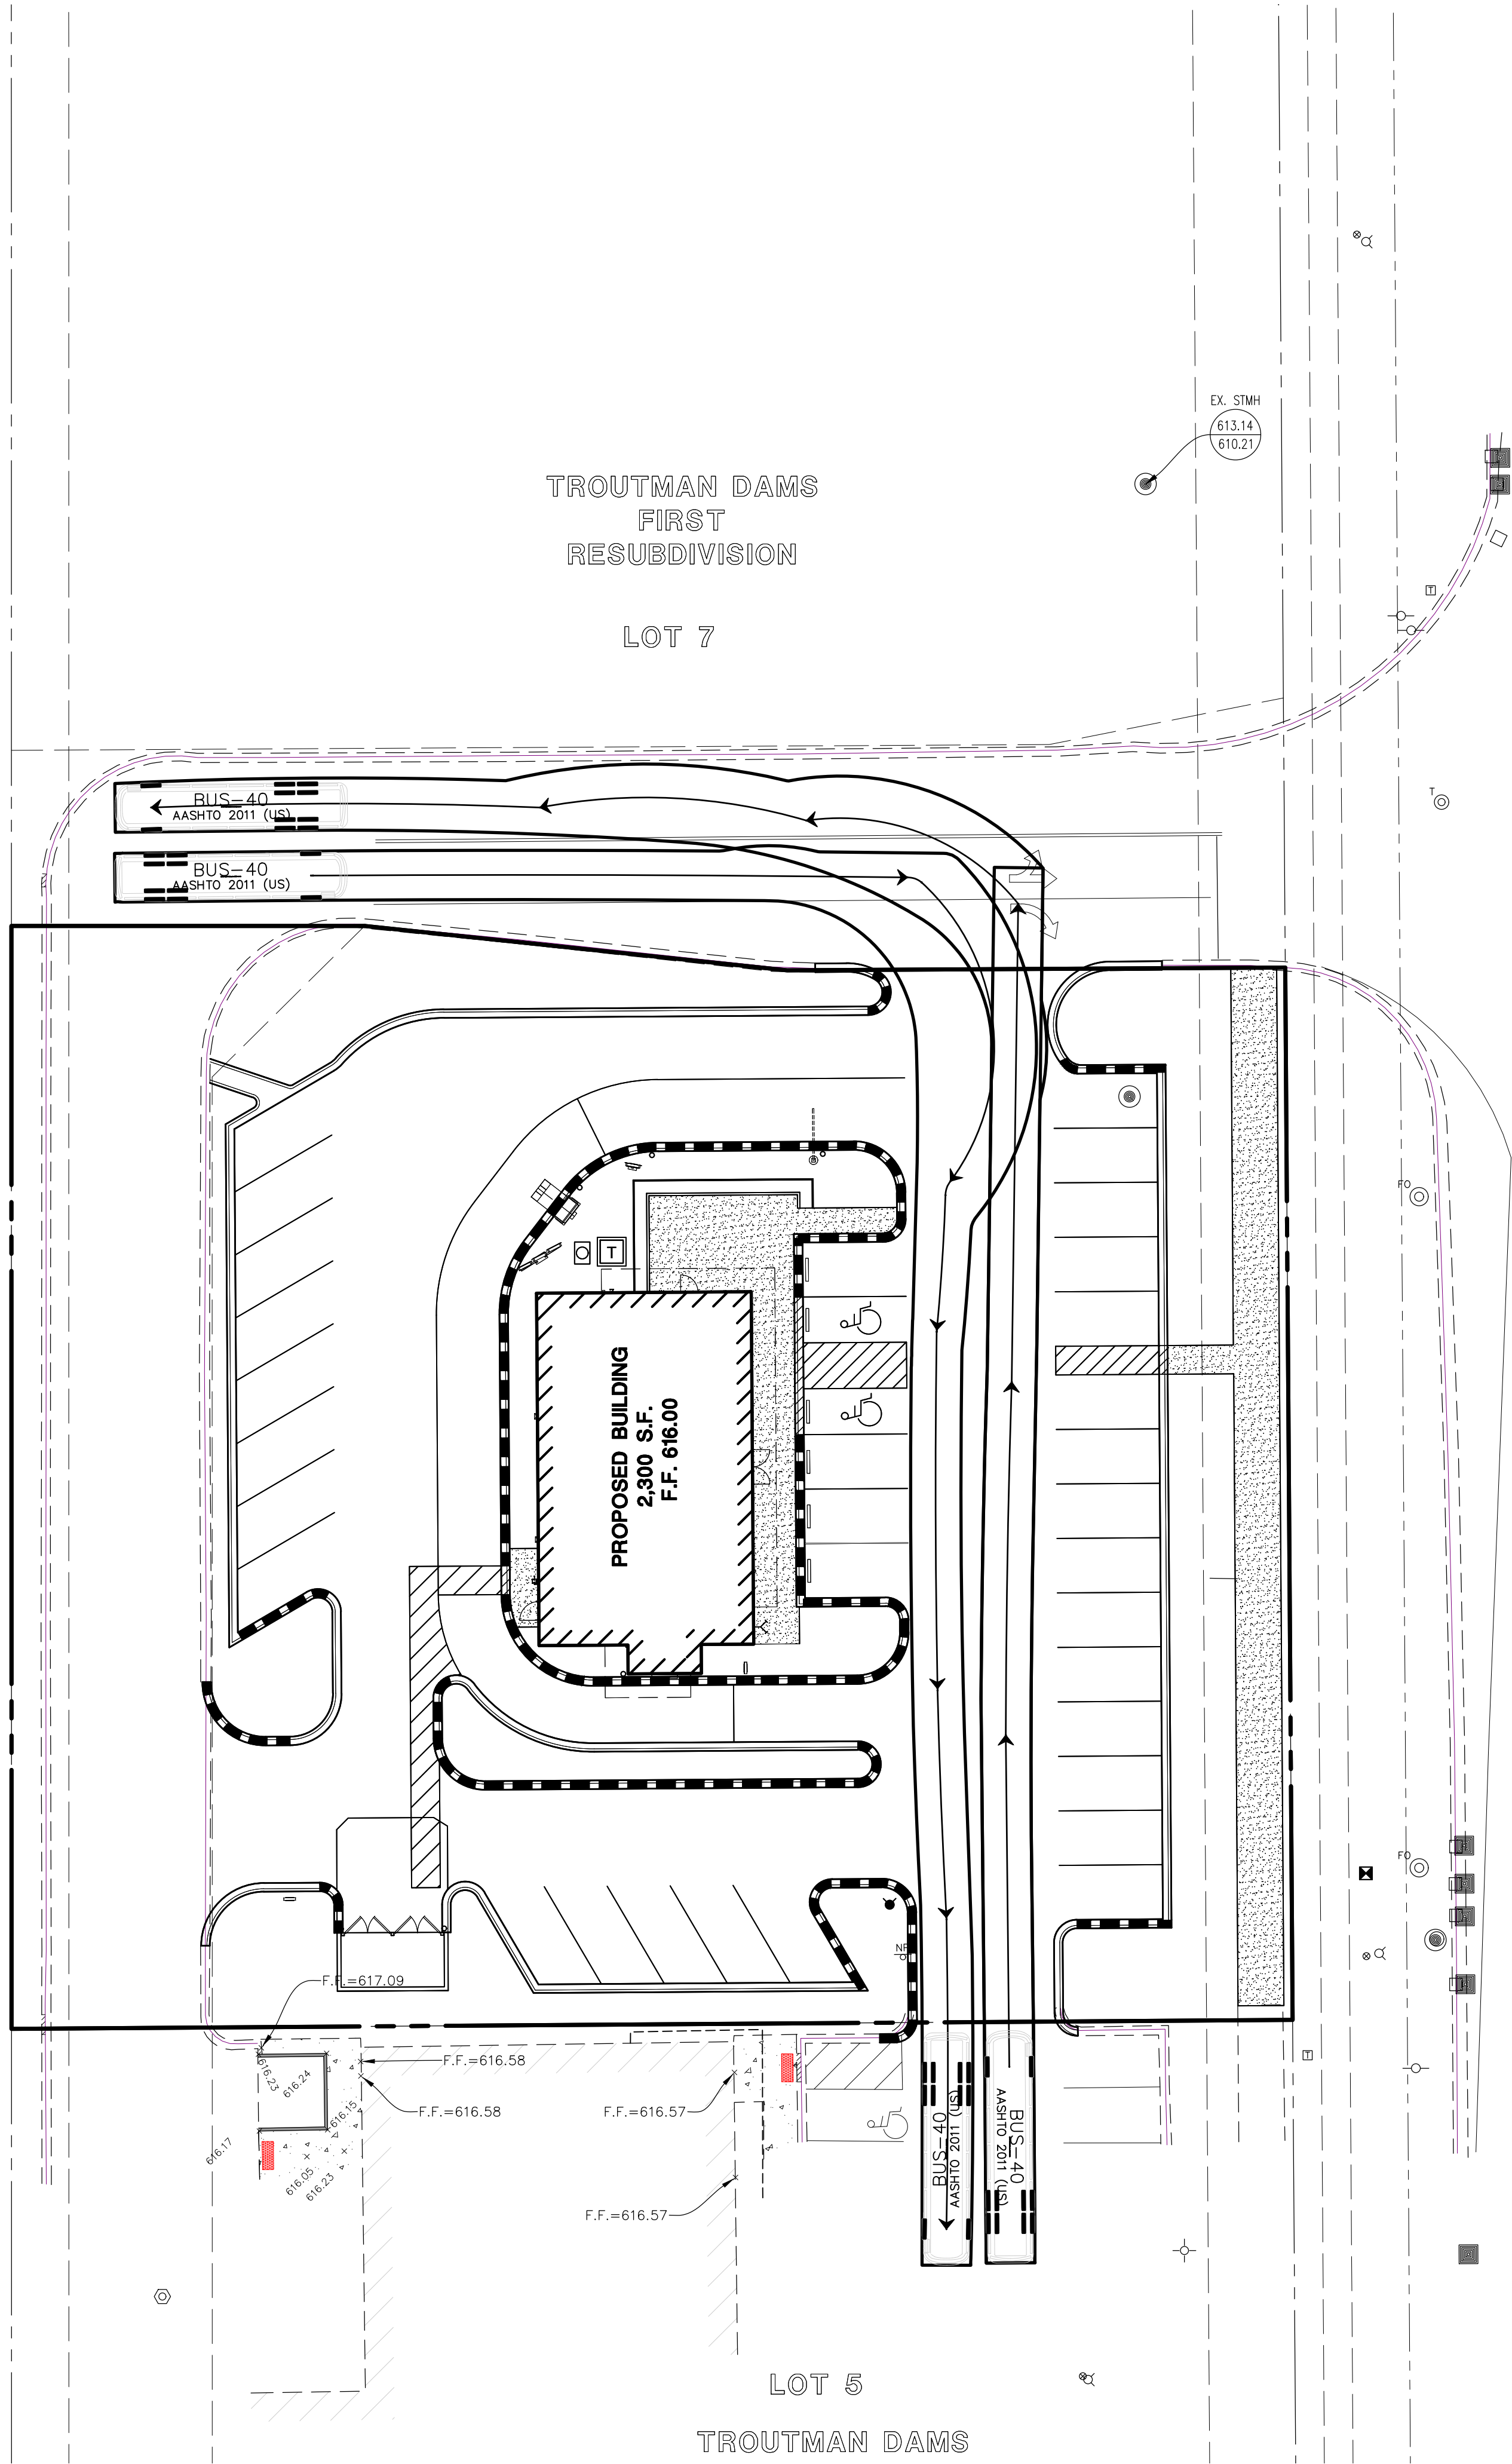 EX. STMH
613.14
610.21
TROUTMAN DAMS
FIRST
RESUBDIVISION
LOT 7
T
T
BUS-40
AASHTO 2011 (US)
BUS-40
AASHTO 2011 (US)
FO
T
PROPOSED BUILDING
2,300 S.F.
F.F. 616.00
FO
F.F.=617.09
T
F.F.=616.58
616.23
616.24
616.15
F.F.=616.58
F.F.=616.57
616.17
616.05
616.23
F.F.=616.57
BUS-40
AASHTO 2011 (US)
BUS-40
AASHTO 2011 (US)
LOT 5
TROUTMAN DAMS